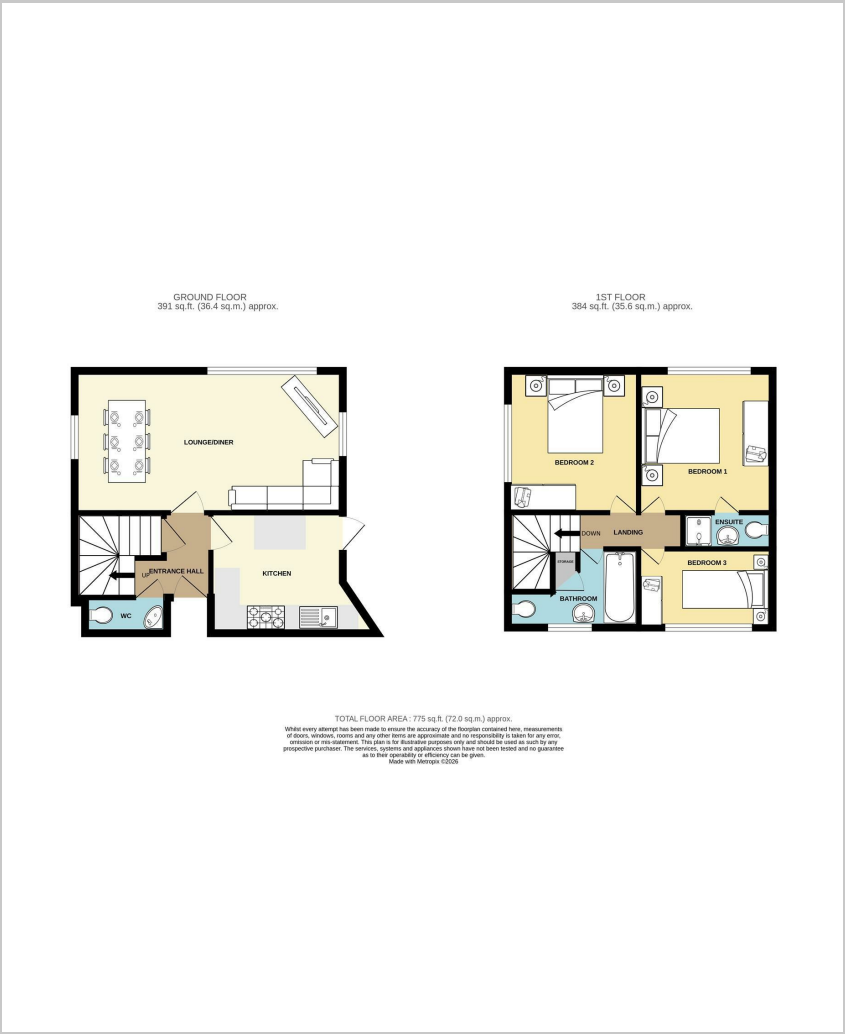 GROUND FLOOR
391 sq.ft. (36.4 sq.m.) approx.
1ST FLOOR
384 sq.ft. (35.6 sq.m.) approx.
LOUNGE/DINER
KITCHEN
ENTRANCE HALL
UP
WC
BEDROOM 2
BEDROOM 1
DOWN
LANDING
ENSUITE
STORAGE
BEDROOM 3
BATHROOM
TOTAL FLOOR AREA : 775 sq.ft. (72.0 sq.m.) approx.
Whilst every attempt has been made to ensure the accuracy of the floorplan contained here, measurements
of doors, windows, rooms and any other items are approximate and no responsibility is taken for any error,
omission or mis-statement. This plan is for illustrative purposes only and should be used as such by any
prospective purchaser. The services, systems and appliances shown have not been tested and no guarantee
as to their operability or efficiency can be given.
Made with Metropix ©2026